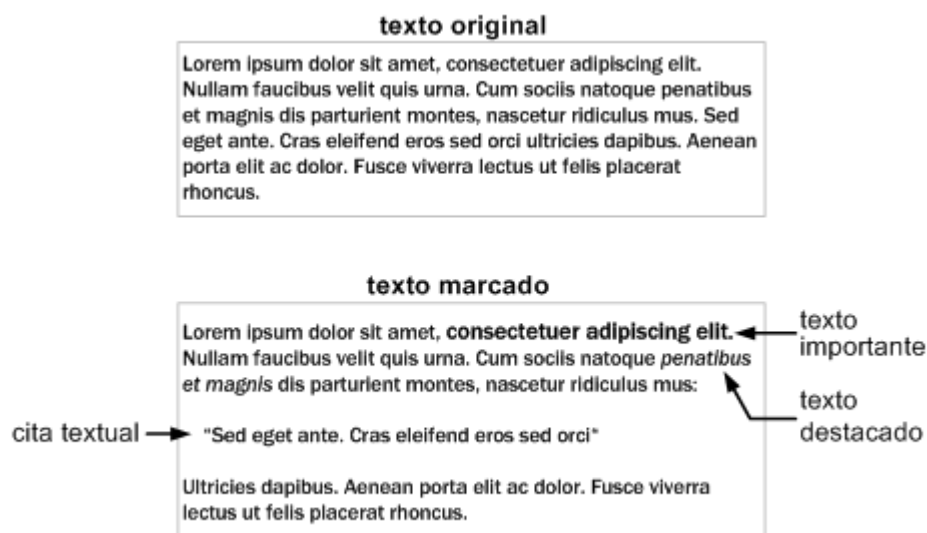 texto original
Lorem ipsum dolor sit amet, consectetuer adipiscing elit.
Nullam faucibus velit quis urna. Cum sociis natoque penatibus
et magnis dis parturient montes, nascetur ridiculus mus. Sed
eget ante. Cras eleifend eros sed orci ultricies dapibus. Aenean
porta elit ac dolor. Fusce viverra lectus ut felis placerat
rhoncus.
texto marcado
Lorem ipsum dolor sit amet, consectetuer adipiscing elit.
Nullam faucibus velit quis urna. Cum sociis natoque penatibus
et magnis dis parturient montes, nascetur ridiculus mus:
"Sed eget ante. Cras eleifend eros sed orci"
Ultricies dapibus. Aenean porta elit ac dolor. Fusce viverra
lectus ut felis placerat rhoncus.
texto
importante
texto
destacado
cita textual